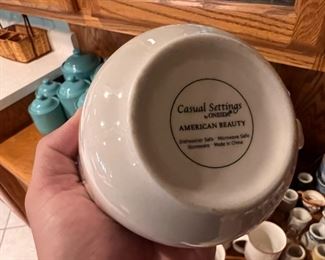 Casual Settings
by ONEIDA®
AMERICAN BEAUTY
Dishwasher Safe · Microwave Safe
Stoneware · Made in China